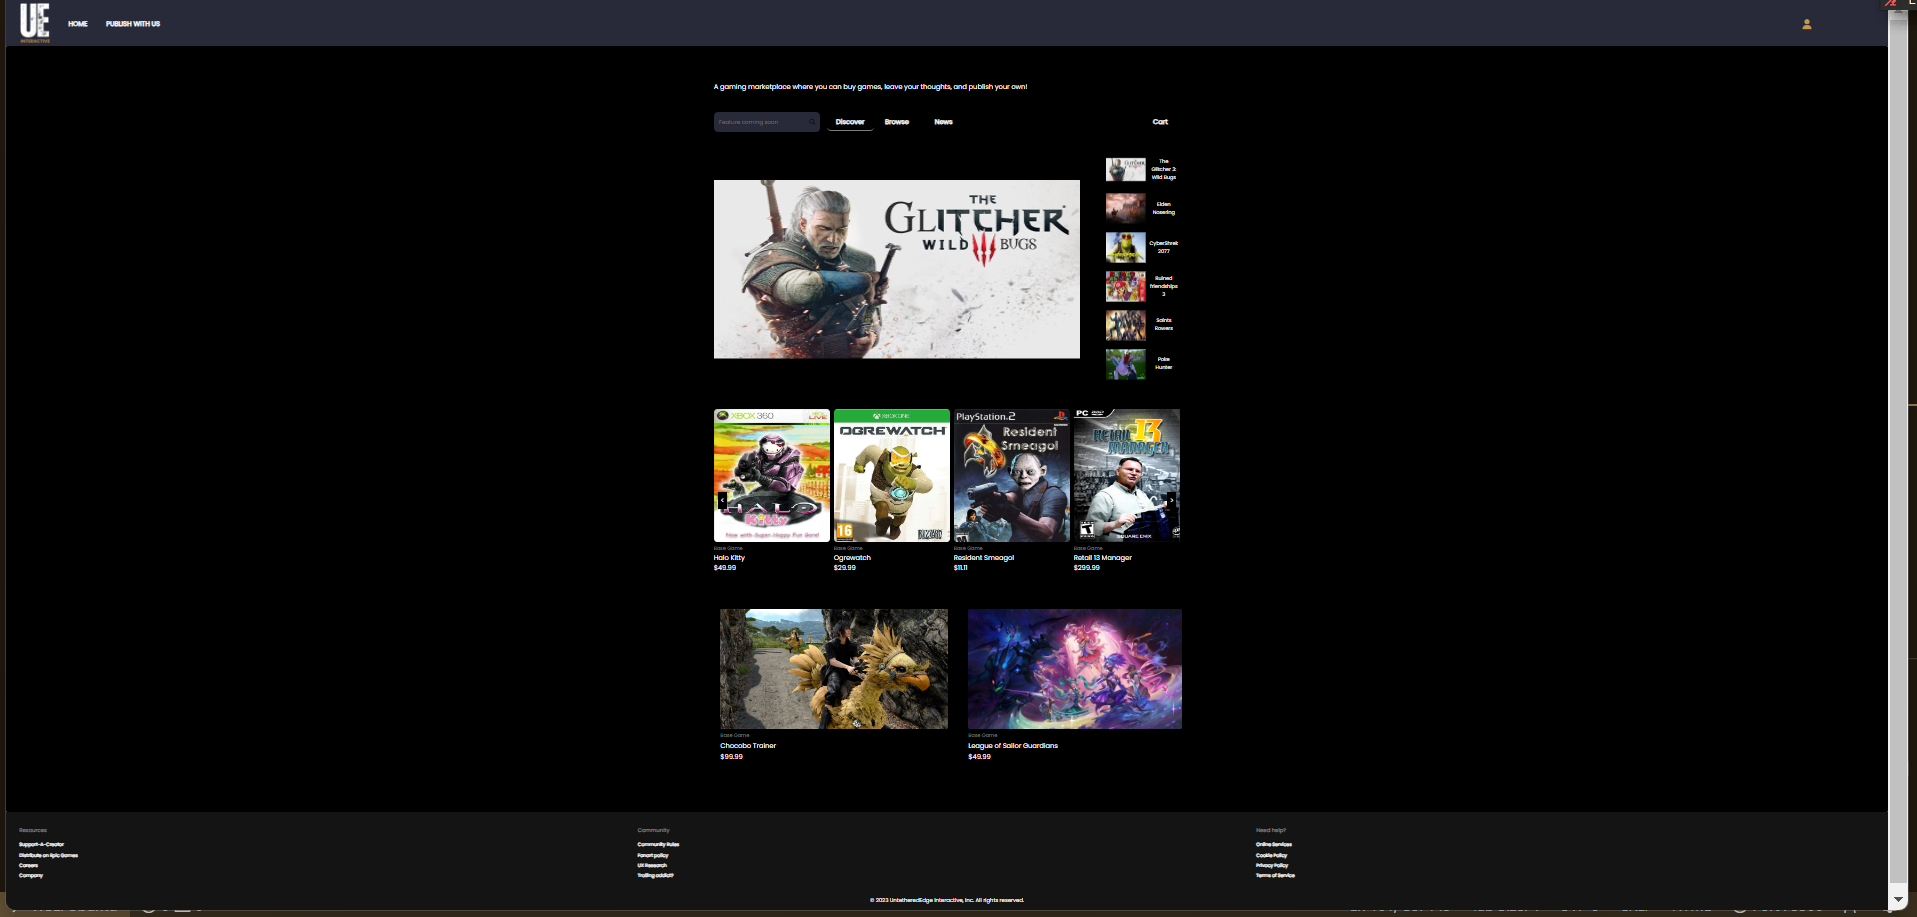 UE
INTERACTIVE
HOME
PUBLISH WITH US
A gaming marketplace where you can buy games, leave your thoughts, and publish your own!
Feature coming soon
Discover
Browse
News
Cart
THE
GLITCHER
WILD III BUGS
The
Glitcher 3:
Wild Bugs
Elden
Nosering
CyberShrek
2077
Ruined
friendships
3
Saints
Rowers
Poke
Hunter
XBOX 360
LIVE
HALO
Kitty
Now with Super Happy Fun Guns!
XBOX ONE
OGREWATCH
16
PlayStation.2
Resident
Smeagol
PC
RETAIL 13
MANAGER
T
SQUARE ENIX
<
>
Base Game
Halo Kitty
$49.99
Base Game
Ogrewatch
$29.99
Base Game
Resident Smeagol
$11.11
Base Game
Retail 13 Manager
$299.99
Base Game
Chocobo Trainer
$99.99
Base Game
League of Sailor Guardians
$49.99
Resources
Support-A-Creator
Distribute on Epic Games
Careers
Company
Community
Community Rules
Fanart policy
UX Research
Trolling addict?
Need help?
Online Services
Cookie Policy
Privacy Policy
Terms of Service
© 2023 UntetheredEdge Interactive, Inc. All rights reserved.